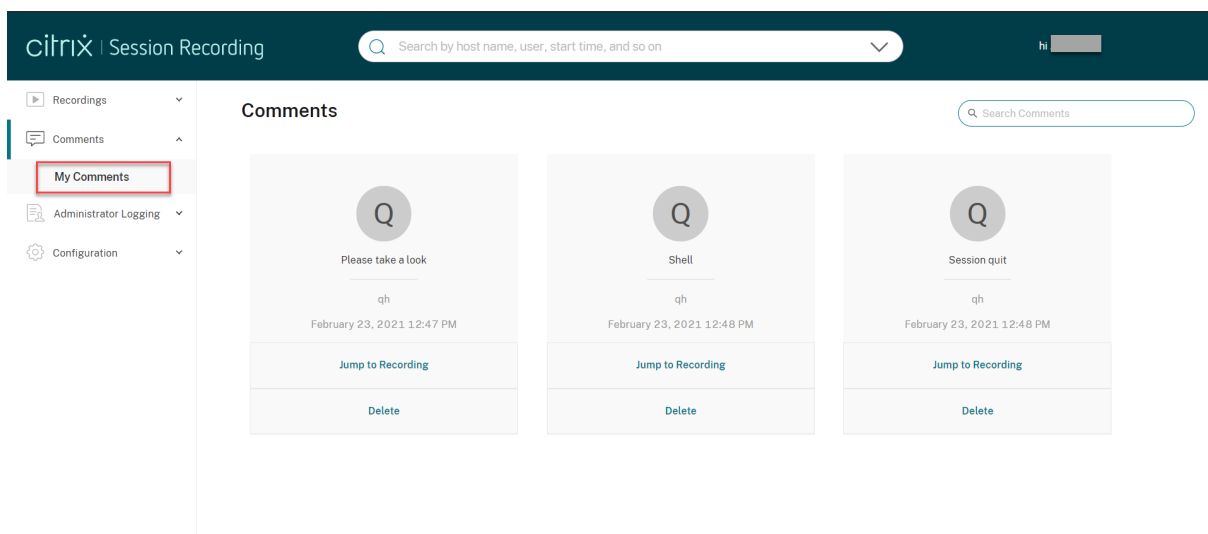 citrix | Session Recording
Search by host name, user, start time, and so on
hi
Recordings
Comments
My Comments
Administrator Logging
Configuration
Comments
Search Comments
Q
Please take a look
qh
February 23, 2021 12:47 PM
Jump to Recording
Delete
Q
Shell
qh
February 23, 2021 12:48 PM
Jump to Recording
Delete
Q
Session quit
qh
February 23, 2021 12:48 PM
Jump to Recording
Delete